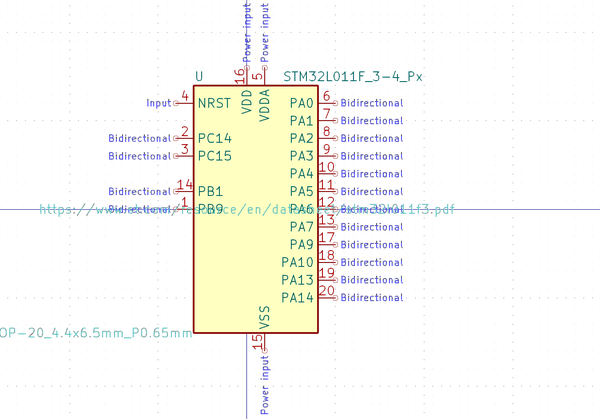 Power input
Power input
16
5
VDD
VDDA
U
STM32L011F_3-4_Px
Input 4 NRST
PA0 6 Bidirectional
PA1 7 Bidirectional
Bidirectional 2 PC14
PA2 8 Bidirectional
Bidirectional 3 PC15
PA3 9 Bidirectional
PA4 10 Bidirectional
Bidirectional 14 PB1
PA5 11 Bidirectional
Bidirectional 1 PB9
PA6 12 Bidirectional
PA7 13 Bidirectional
PA9 17 Bidirectional
PA10 18 Bidirectional
PA13 19 Bidirectional
PA14 20 Bidirectional
VSS
15
Power input
OP-20_4.4x6.5mm_P0.65mm